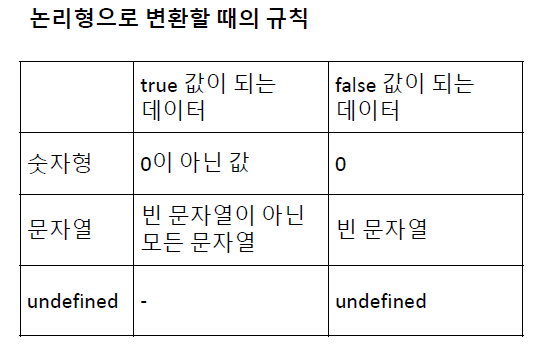 논리형으로 변환할 때의 규칙
true 값이 되는
데이터
false 값이 되는
데이터
숫자형
0이 아닌 값
0
문자열
빈 문자열이 아닌
모든 문자열
빈 문자열
undefined
-
undefined